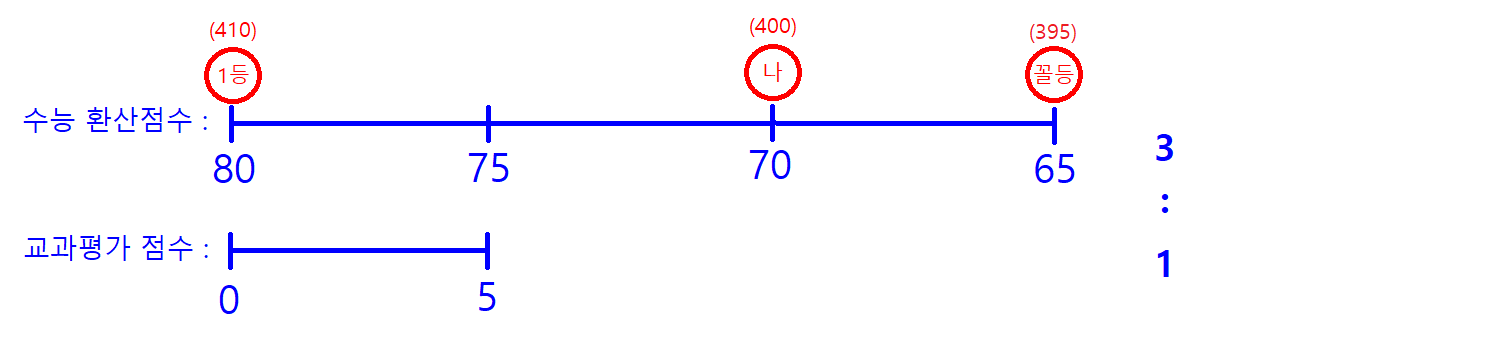 (410) (400) (395)
1등 나 꼴등
수능 환산점수 :
80 75 70 65
교과평가 점수 :
0 5
3
:
1